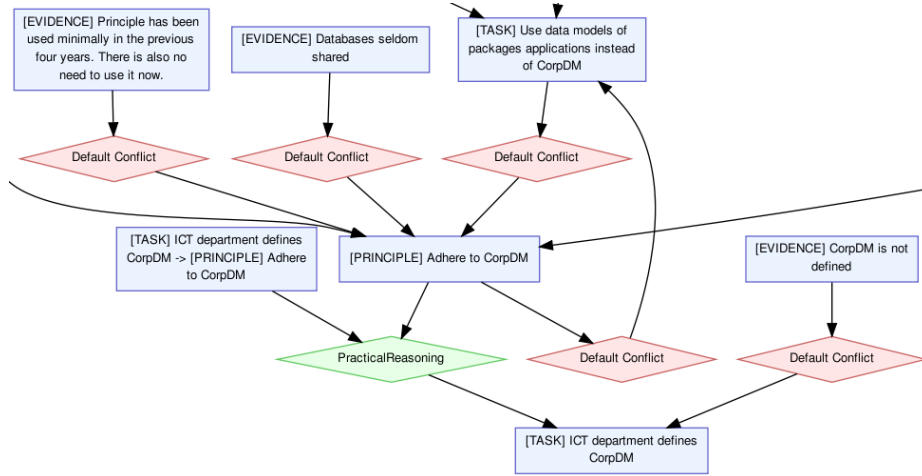 [EVIDENCE] Principle has been
used minimally in the previous
four years. There is also no
need to use it now.
[EVIDENCE] Databases seldom
shared
[TASK] Use data models of
packages applications instead
of CorpDM
Default Conflict
Default Conflict
Default Conflict
[TASK] ICT department defines
CorpDM -> [PRINCIPLE] Adhere
to CorpDM
[PRINCIPLE] Adhere to CorpDM
[EVIDENCE] CorpDM is not
defined
PracticalReasoning
Default Conflict
Default Conflict
[TASK] ICT department defines
CorpDM